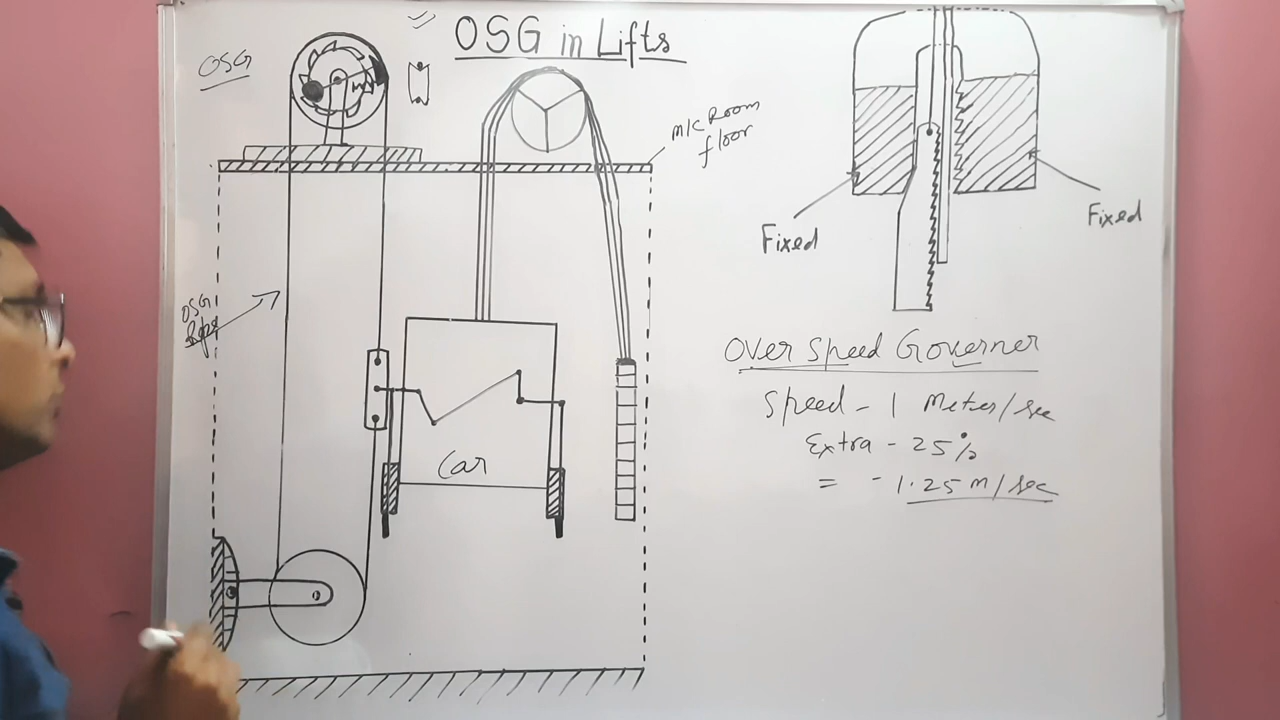 OSG in Lifts
OSG
M/C Room
floor
Fixed
Fixed
OSG
Rope
Car
Over Speed Governer
Speed - 1 Meter/sec
Extra - 25%
= - 1.25 m/sec